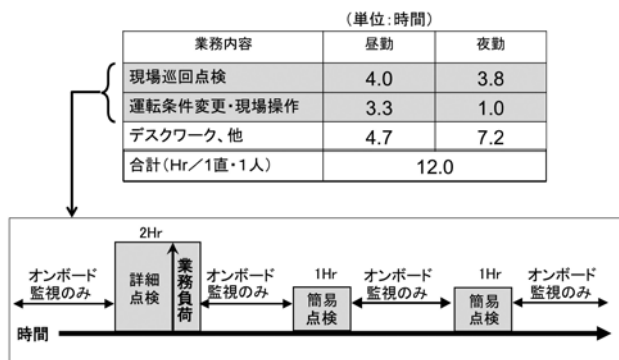 (単位:時間)
業務内容 昼勤 夜勤
現場巡回点検 4.0 3.8
運転条件変更・現場操作 3.3 1.0
デスクワーク、他 4.7 7.2
合計(Hr/1直・1人) 12.0
2Hr
オンボード
監視のみ
詳細
点検
業務負荷
オンボード
監視のみ
1Hr
簡易
点検
オンボード
監視のみ
1Hr
簡易
点検
オンボード
監視のみ
時間